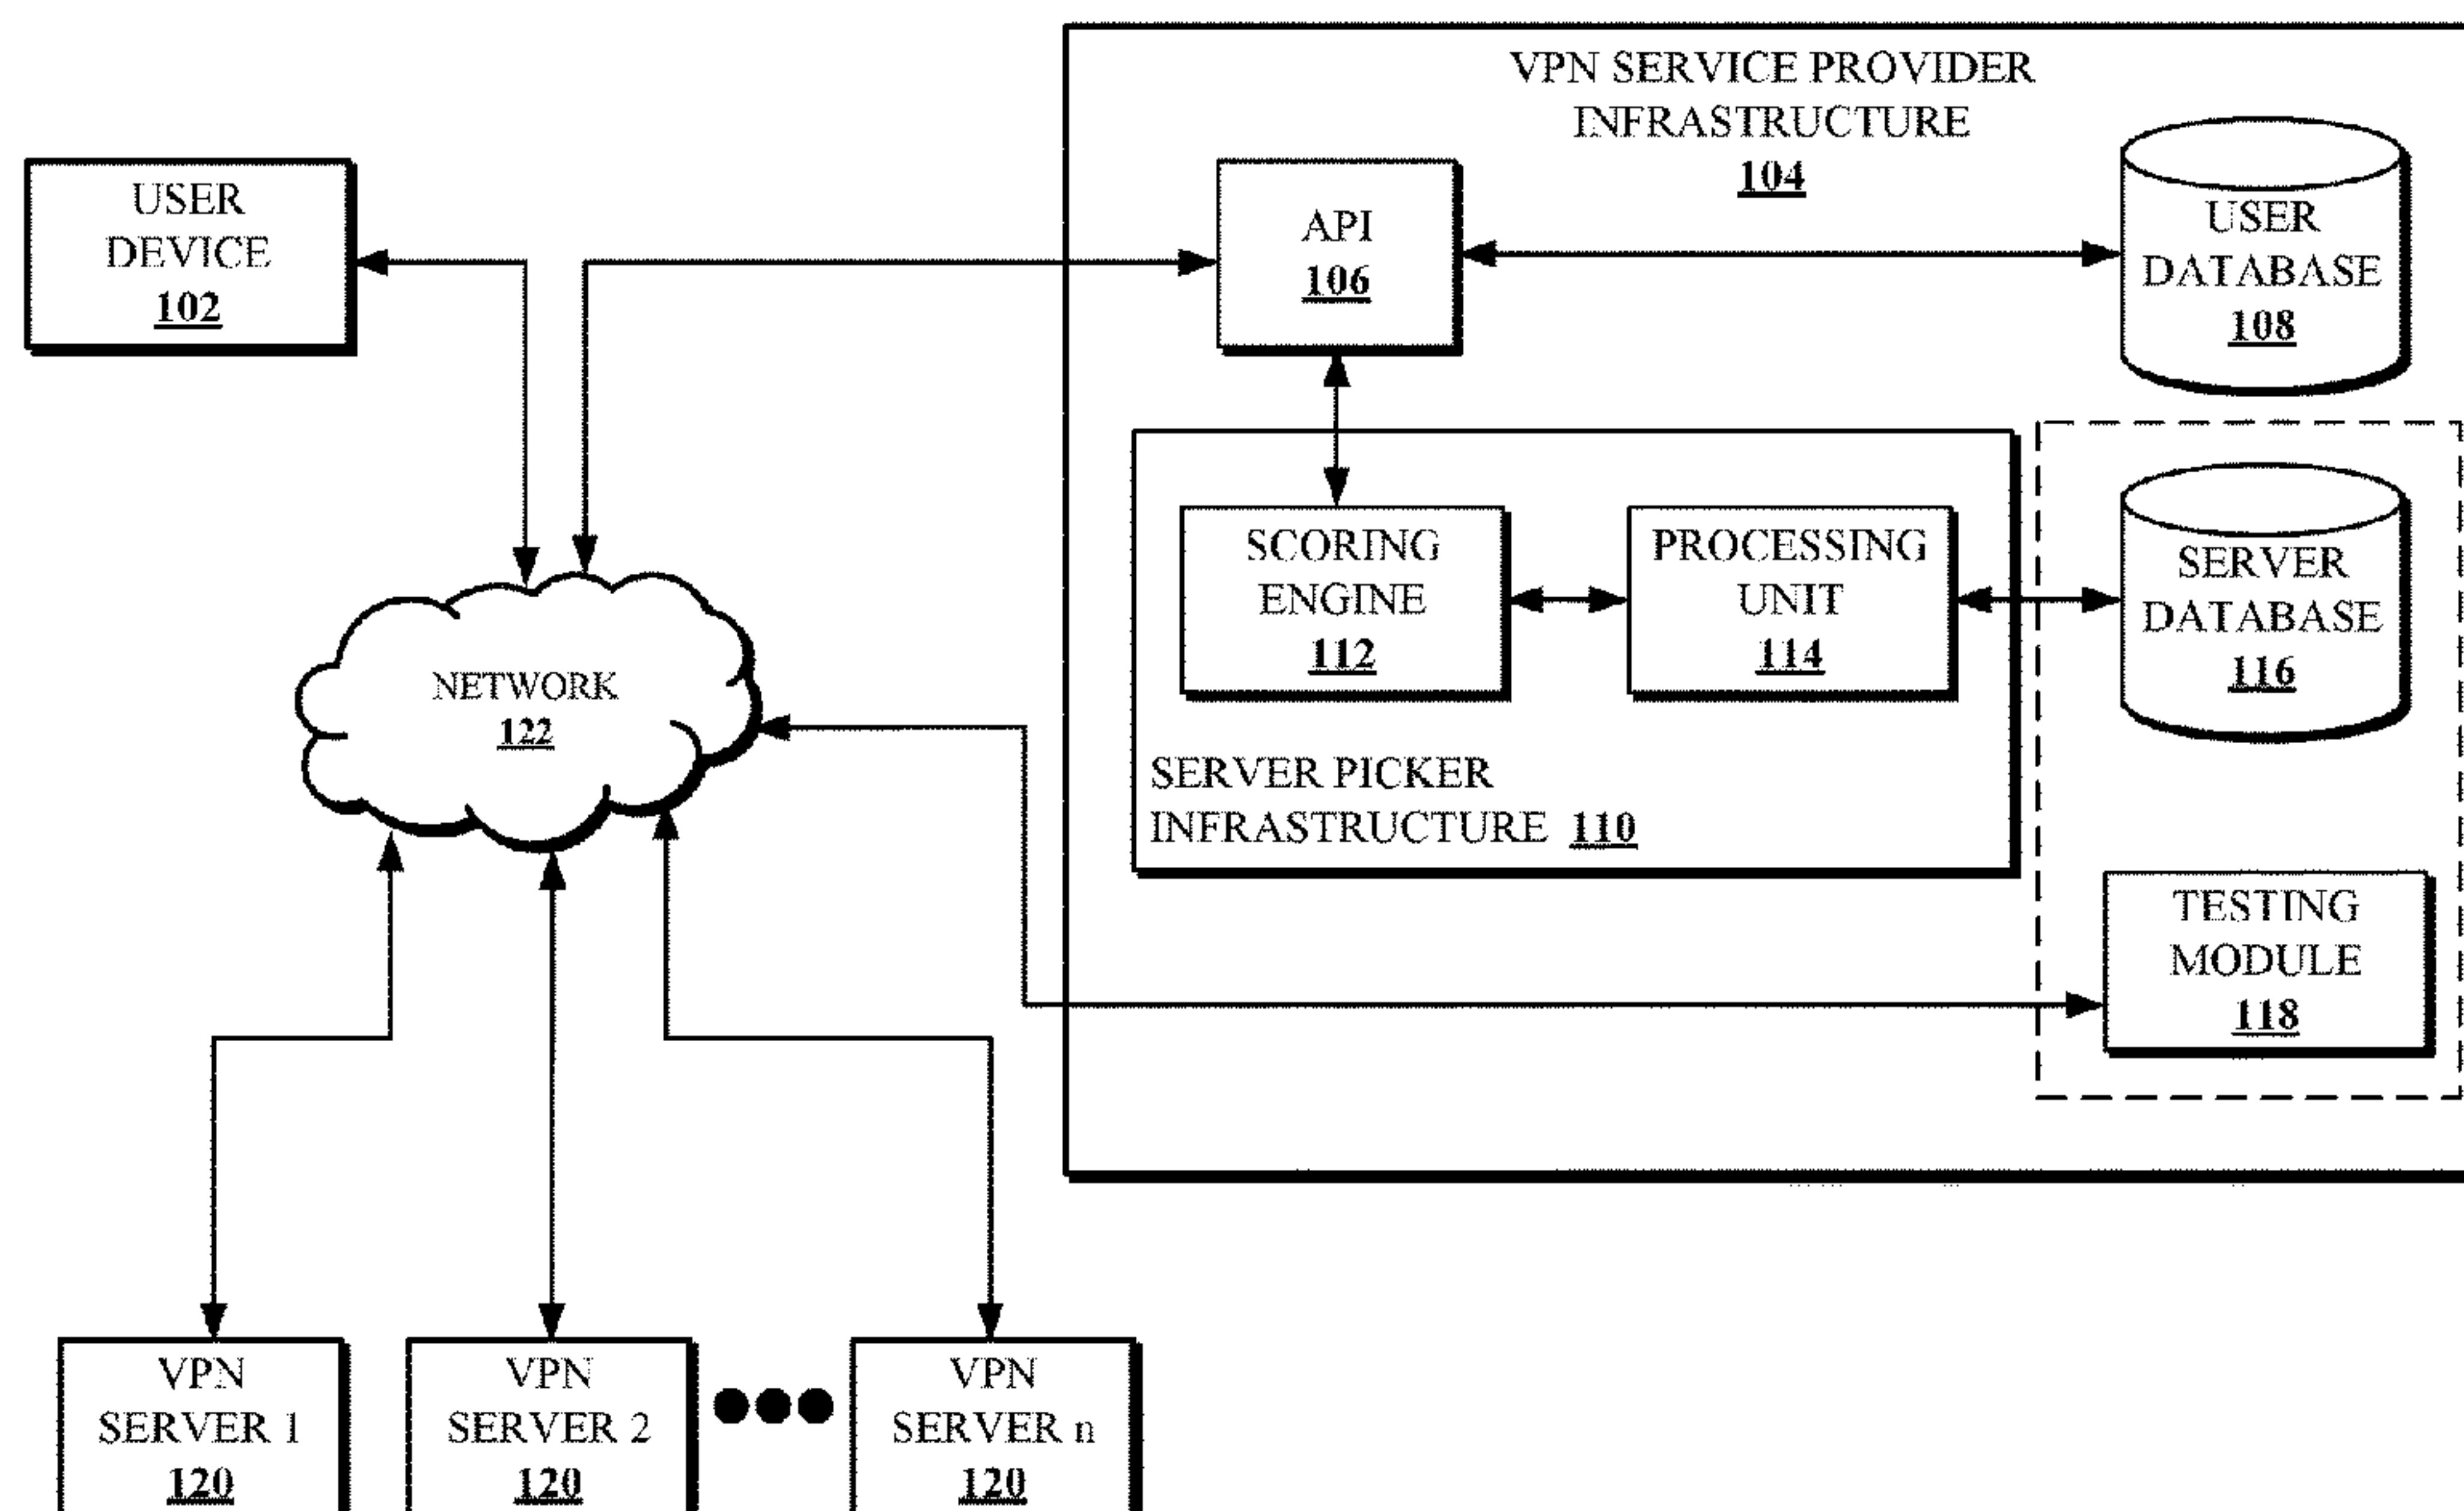 VPN SERVICE PROVIDER
INFRASTRUCTURE
104
USER
DEVICE
102
API
106
USER
DATABASE
108
SCORING
ENGINE
112
PROCESSING
UNIT
114
SERVER
DATABASE
116
NETWORK
122
SERVER PICKER
INFRASTRUCTURE 110
TESTING
MODULE
118
VPN
SERVER 1
120
VPN
SERVER 2
120
VPN
SERVER n
120